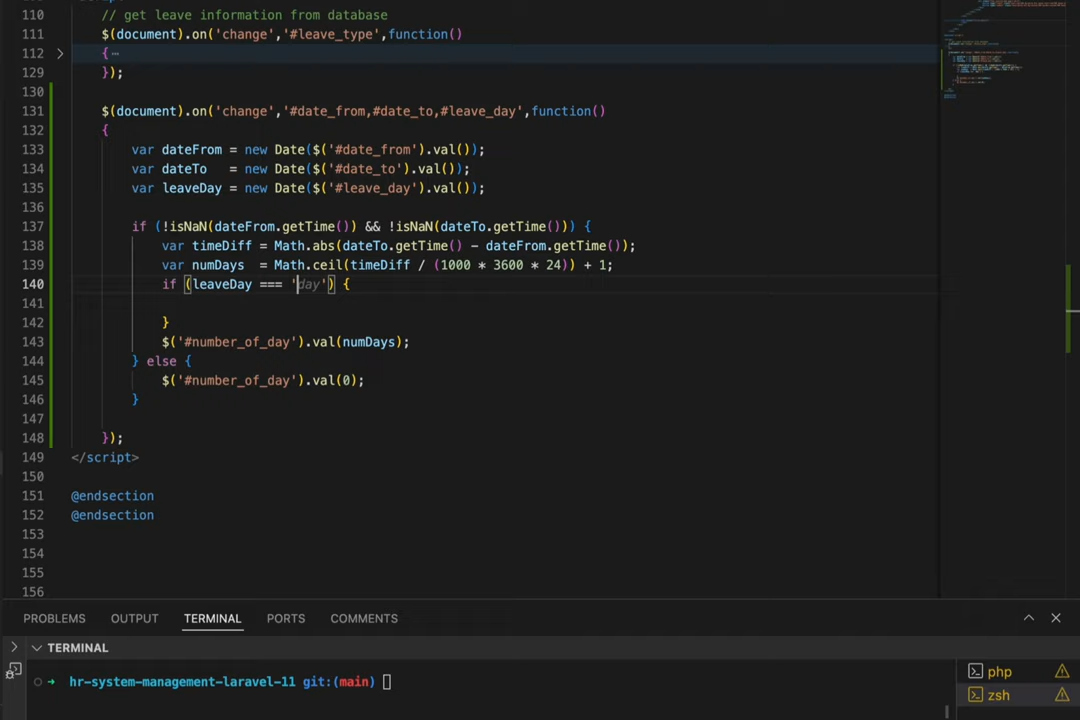 110 // get leave information from database
111 $(document).on('change','#leave_type',function()
112 > { …
129 });
130
131 $(document).on('change','#date_from,#date_to,#leave_day',function()
132 {
133 var dateFrom = new Date($('#date_from').val());
134 var dateTo   = new Date($('#date_to').val());
135 var leaveDay = new Date($('#leave_day').val());
136
137 if (!isNaN(dateFrom.getTime()) && !isNaN(dateTo.getTime())) {
138 var timeDiff = Math.abs(dateTo.getTime() - dateFrom.getTime());
139 var numDays  = Math.ceil(timeDiff / (1000 * 3600 * 24)) + 1;
140 if (leaveDay === 'day') {
141
142 }
143 $('#number_of_day').val(numDays);
144 } else {
145 $('#number_of_day').val(0);
146 }
147
148 });
149 </script>
150
151 @endsection
152 @endsection
153
154
155
156
PROBLEMS OUTPUT TERMINAL PORTS COMMENTS
TERMINAL
hr-system-management-laravel-11 git:(main)
php
zsh